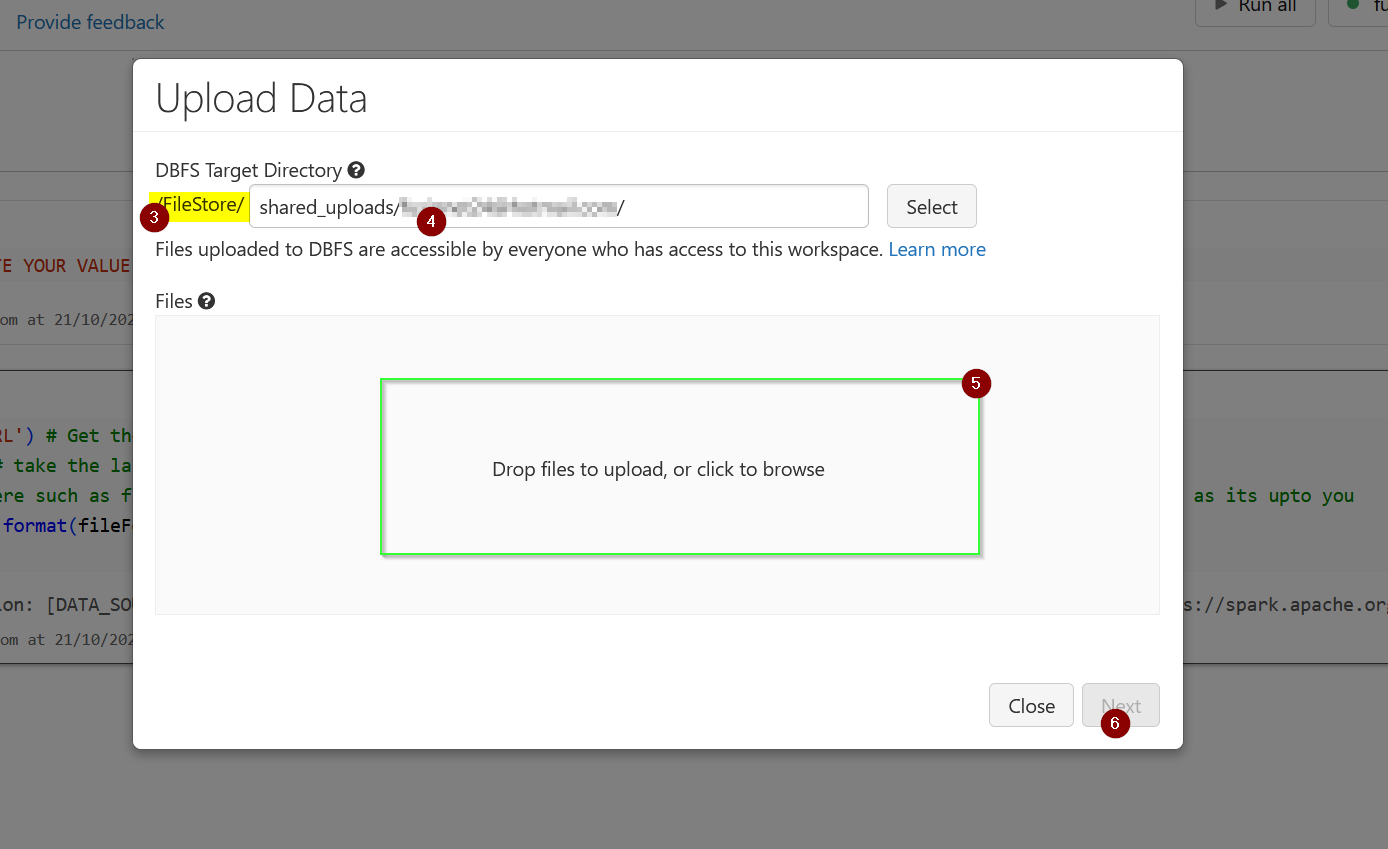 Provide feedback
Run all
Upload Data
DBFS Target Directory
/FileStore/ shared_uploads/ / Select
3
4
Files uploaded to DBFS are accessible by everyone who has access to this workspace. Learn more
TE YOUR VALUE
Files
om at 21/10/202
5
RL') # Get th
# take the la
Drop files to upload, or click to browse
ere such as f as its upto you
format(fileF
ion: [DATA_SO s://spark.apache.org
om at 21/10/202
Close Next
6